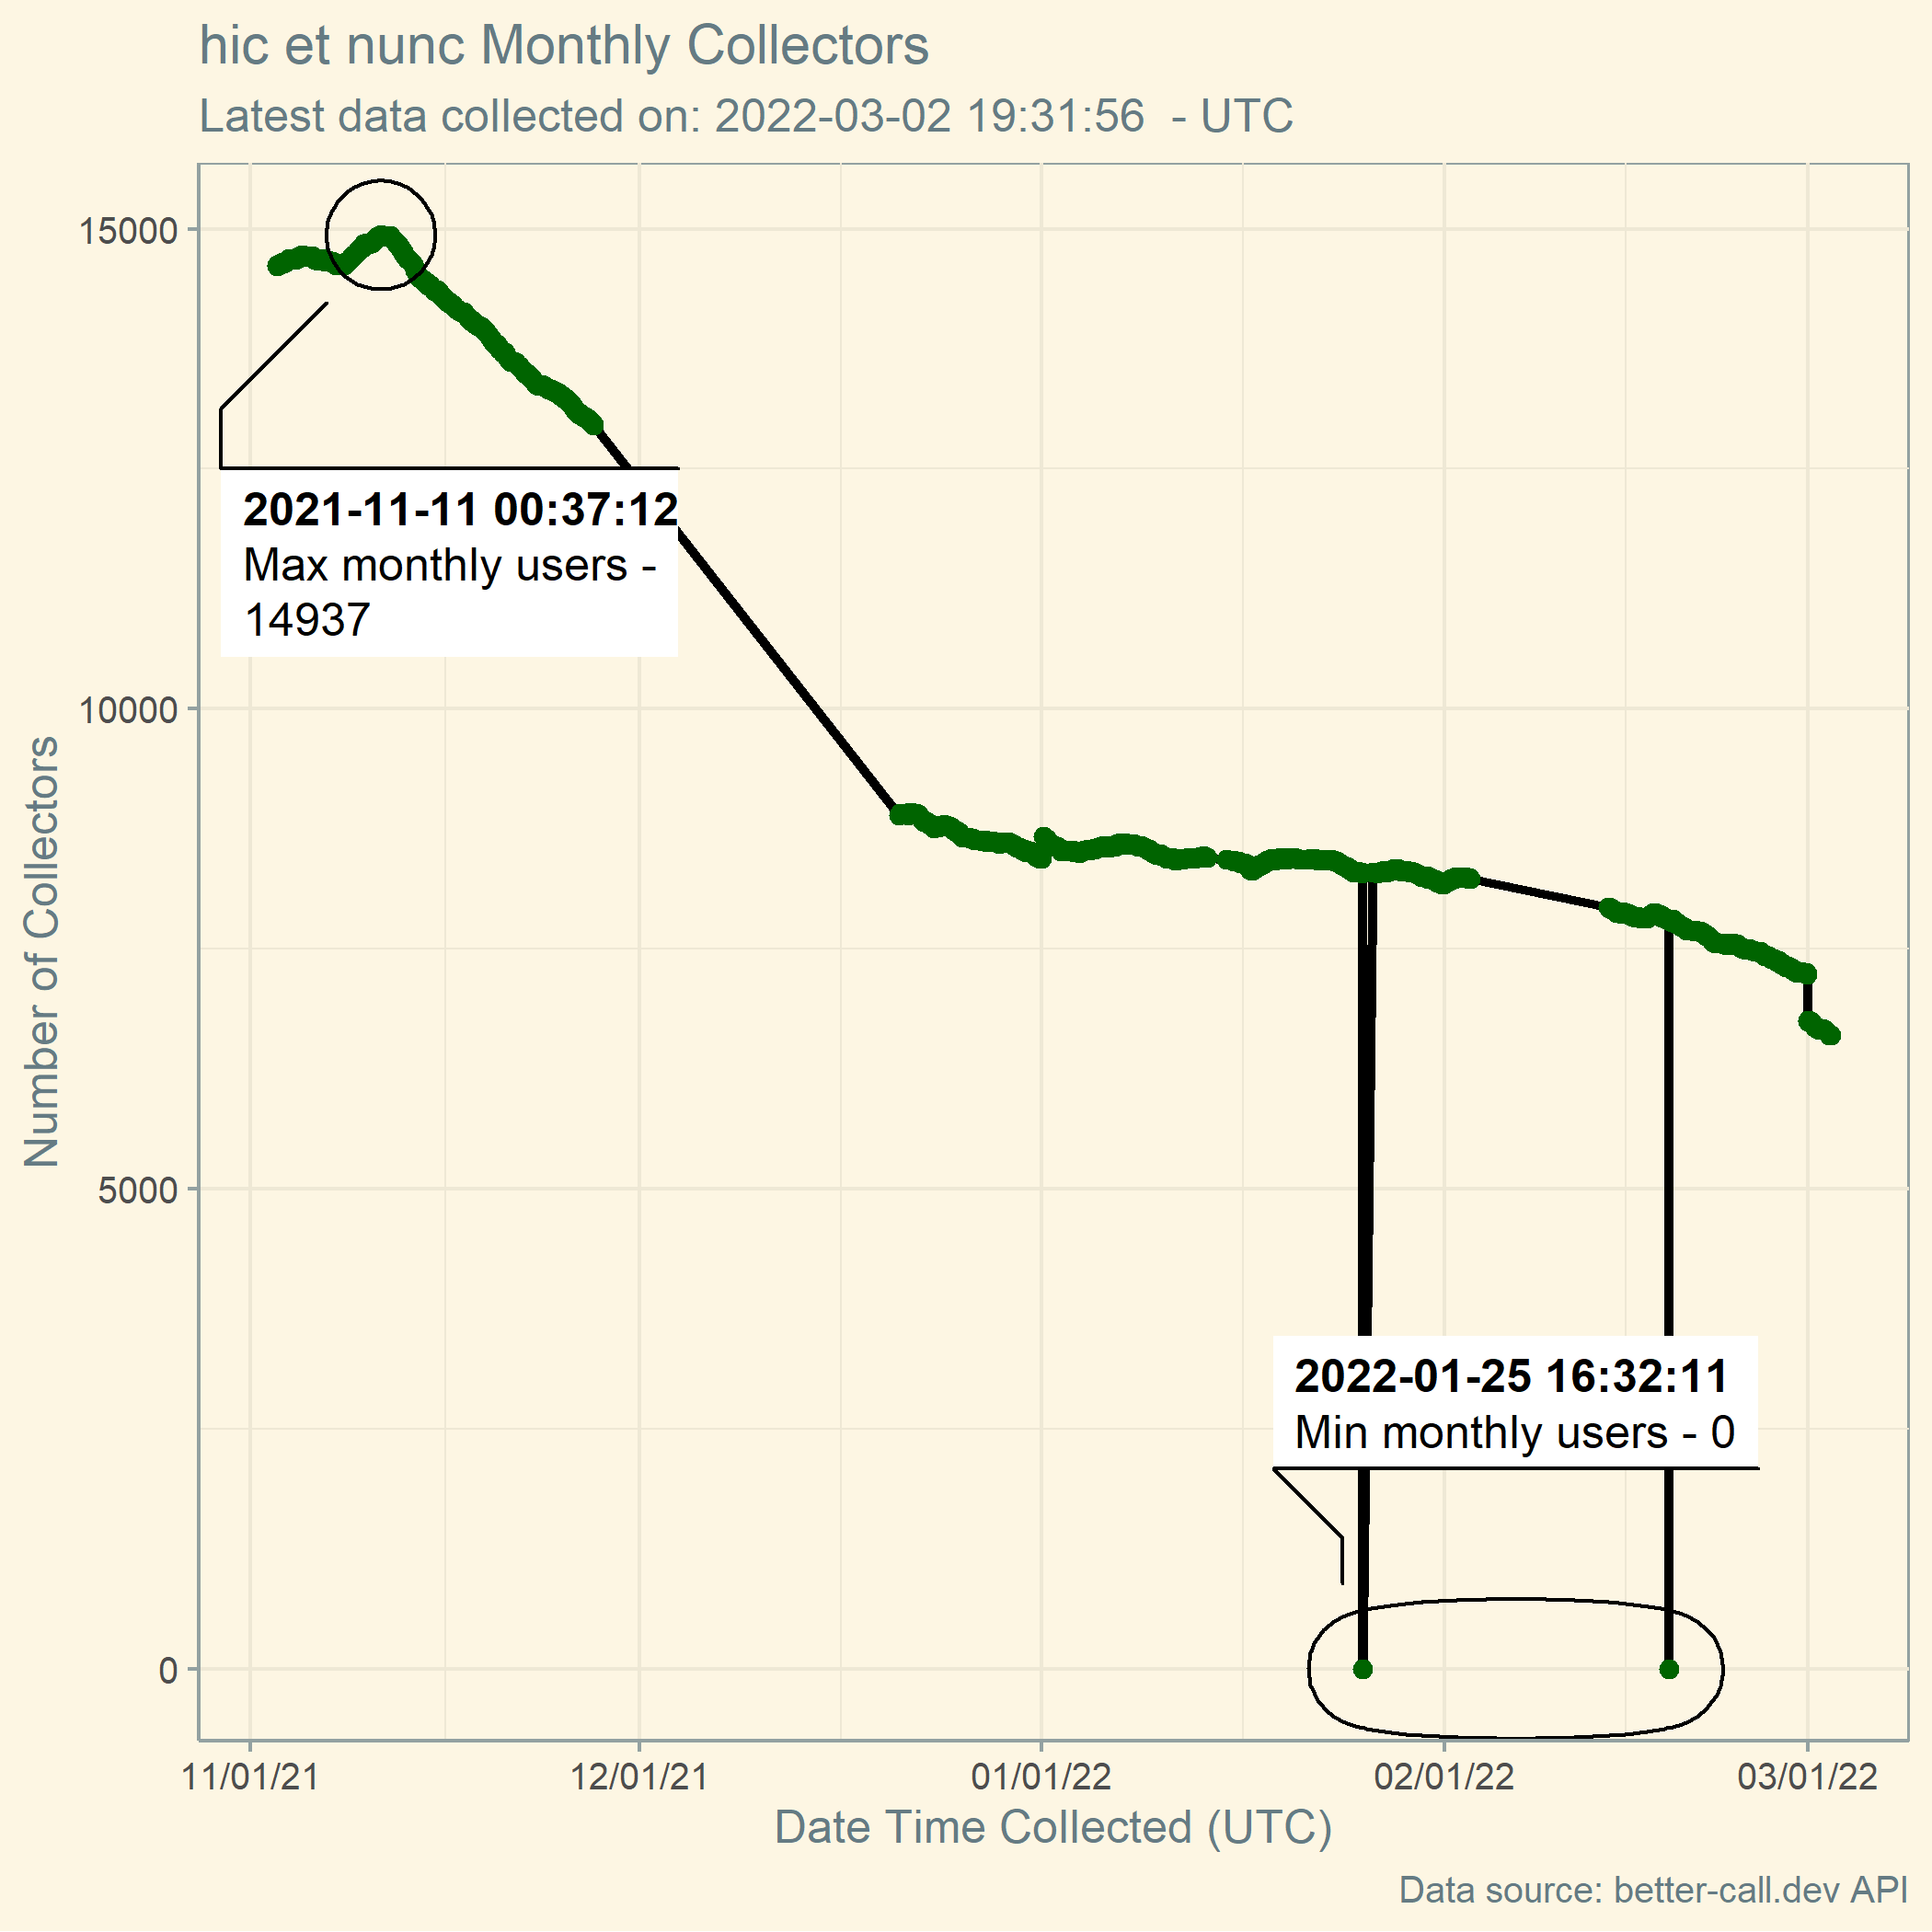 hic et nunc Monthly Collectors
Latest data collected on: 2022-03-02 19:31:56  - UTC
Number of Collectors
15000
10000
5000
0
2021-11-11 00:37:12
Max monthly users -
14937
2022-01-25 16:32:11
Min monthly users - 0
11/01/21 12/01/21 01/01/22 02/01/22 03/01/22
Date Time Collected (UTC)
Data source: better-call.dev API